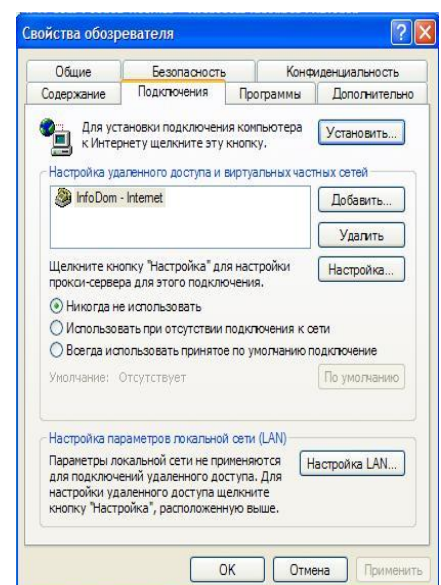 Свойства обозревателя
Общие Безопасность Конфиденциальность
Содержание Подключения Программы Дополнительно
Для установки подключения компьютера Установить...
к Интернету щелкните эту кнопку.
Настройка удаленного доступа и виртуальных частных сетей
InfoDom - Internet Добавить...
Удалить
Щелкните кнопку "Настройка" для настройки Настройка...
прокси-сервера для этого подключения.
Никогда не использовать
Использовать при отсутствии подключения к сети
Всегда использовать принятое по умолчанию подключение
Умолчание: Отсутствует По умолчанию
Настройка параметров локальной сети (LAN)
Параметры локальной сети не применяются Настройка LAN...
для подключений удаленного доступа. Для
настройки удаленного доступа щелкните
кнопку "Настройка", расположенную выше.
OK Отмена Применить